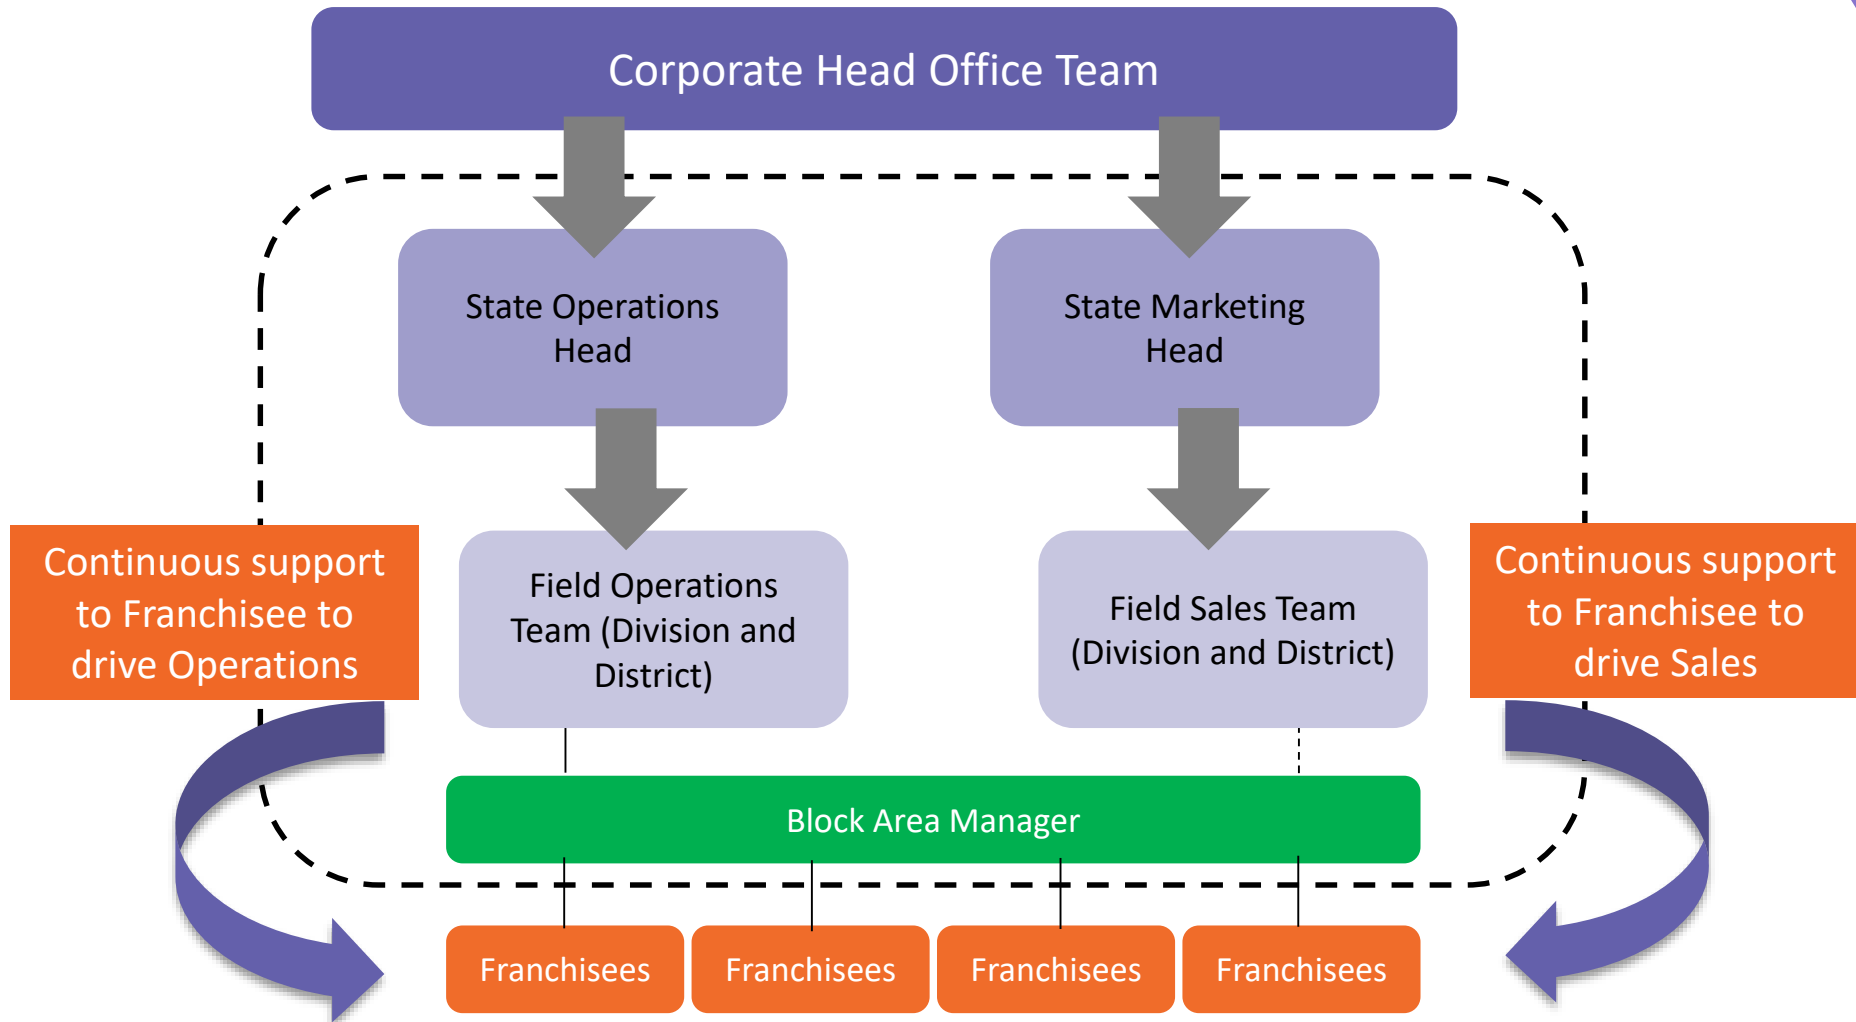 Corporate Head Office Team
State Operations
Head
State Marketing
Head
Continuous support
to Franchisee to
drive Operations
Field Operations
Team (Division and
District)
Field Sales Team
(Division and District)
Continuous support
to Franchisee to
drive Sales
Block Area Manager
Franchisees
Franchisees
Franchisees
Franchisees